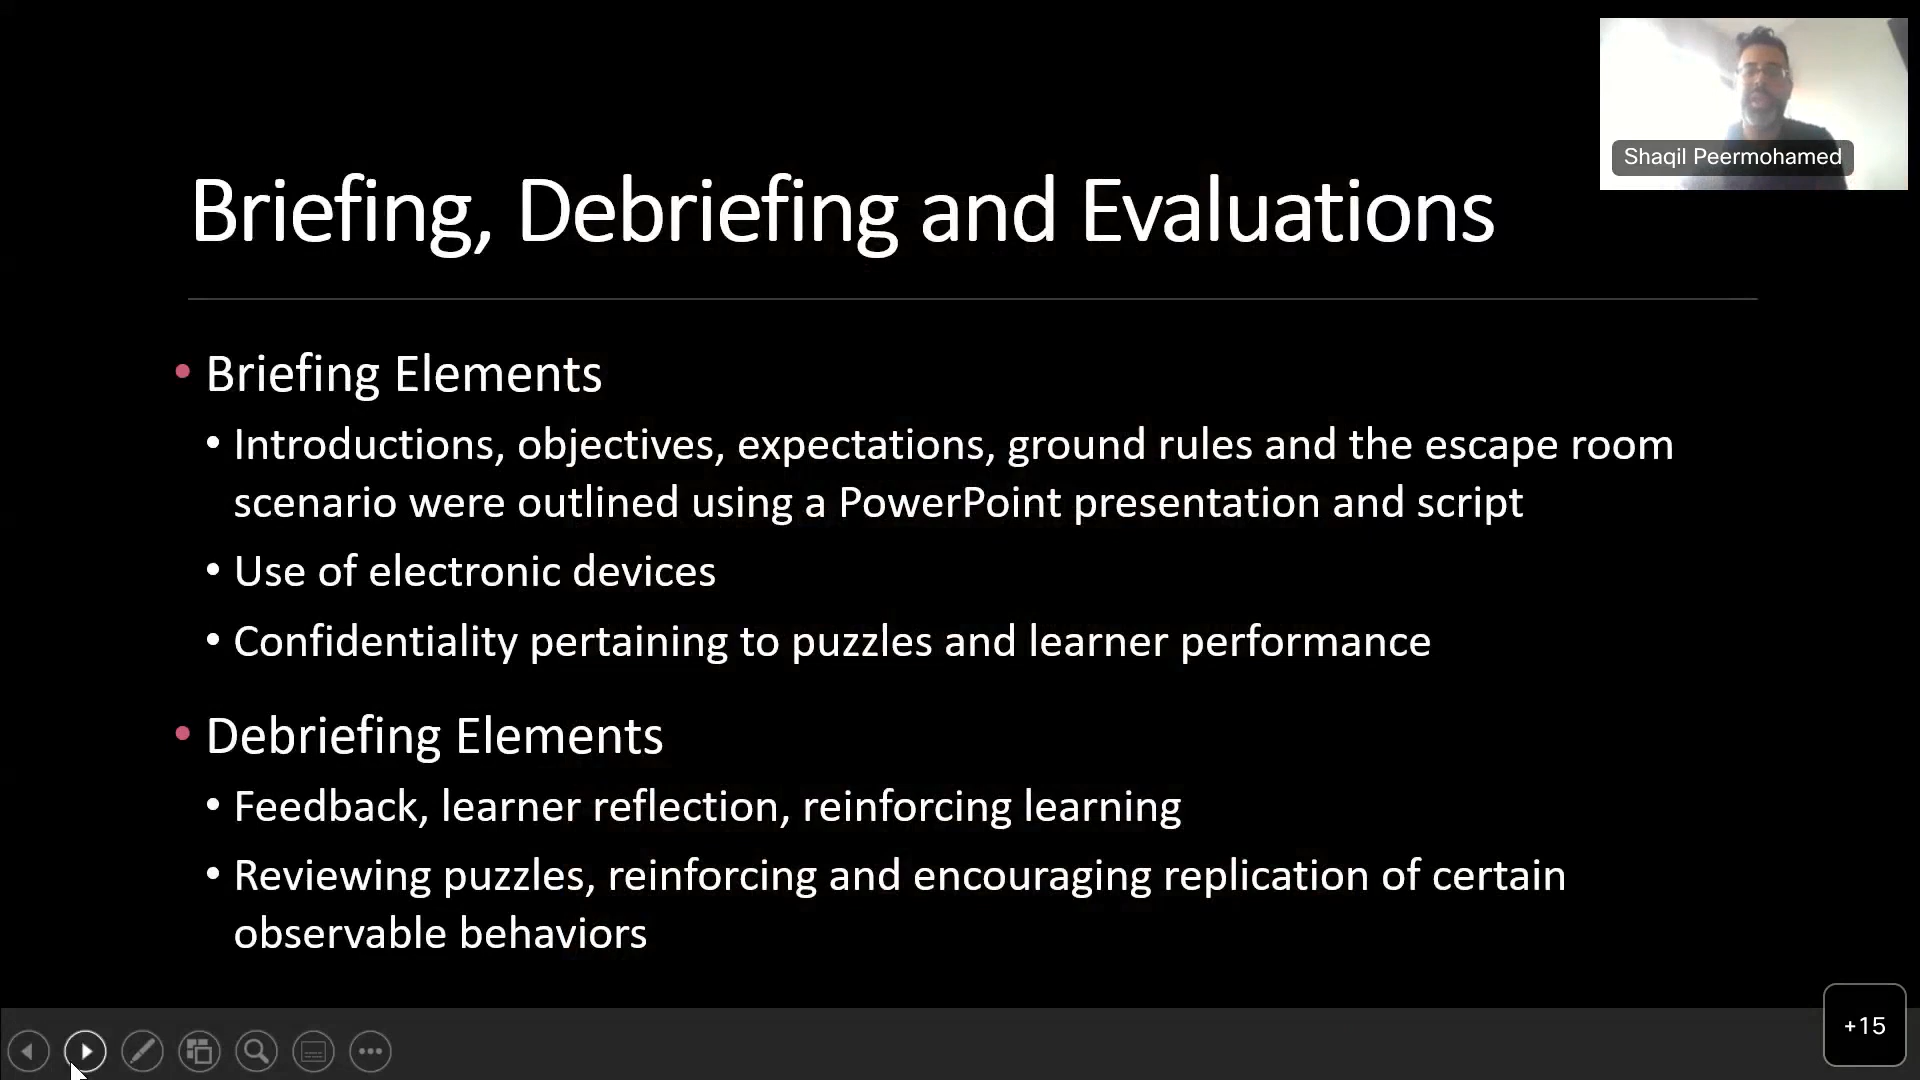 Shaqil Peermohamed
Briefing, Debriefing and Evaluations
• Briefing Elements
• Introductions, objectives, expectations, ground rules and the escape room
scenario were outlined using a PowerPoint presentation and script
• Use of electronic devices
• Confidentiality pertaining to puzzles and learner performance
• Debriefing Elements
• Feedback, learner reflection, reinforcing learning
• Reviewing puzzles, reinforcing and encouraging replication of certain
observable behaviors
+15